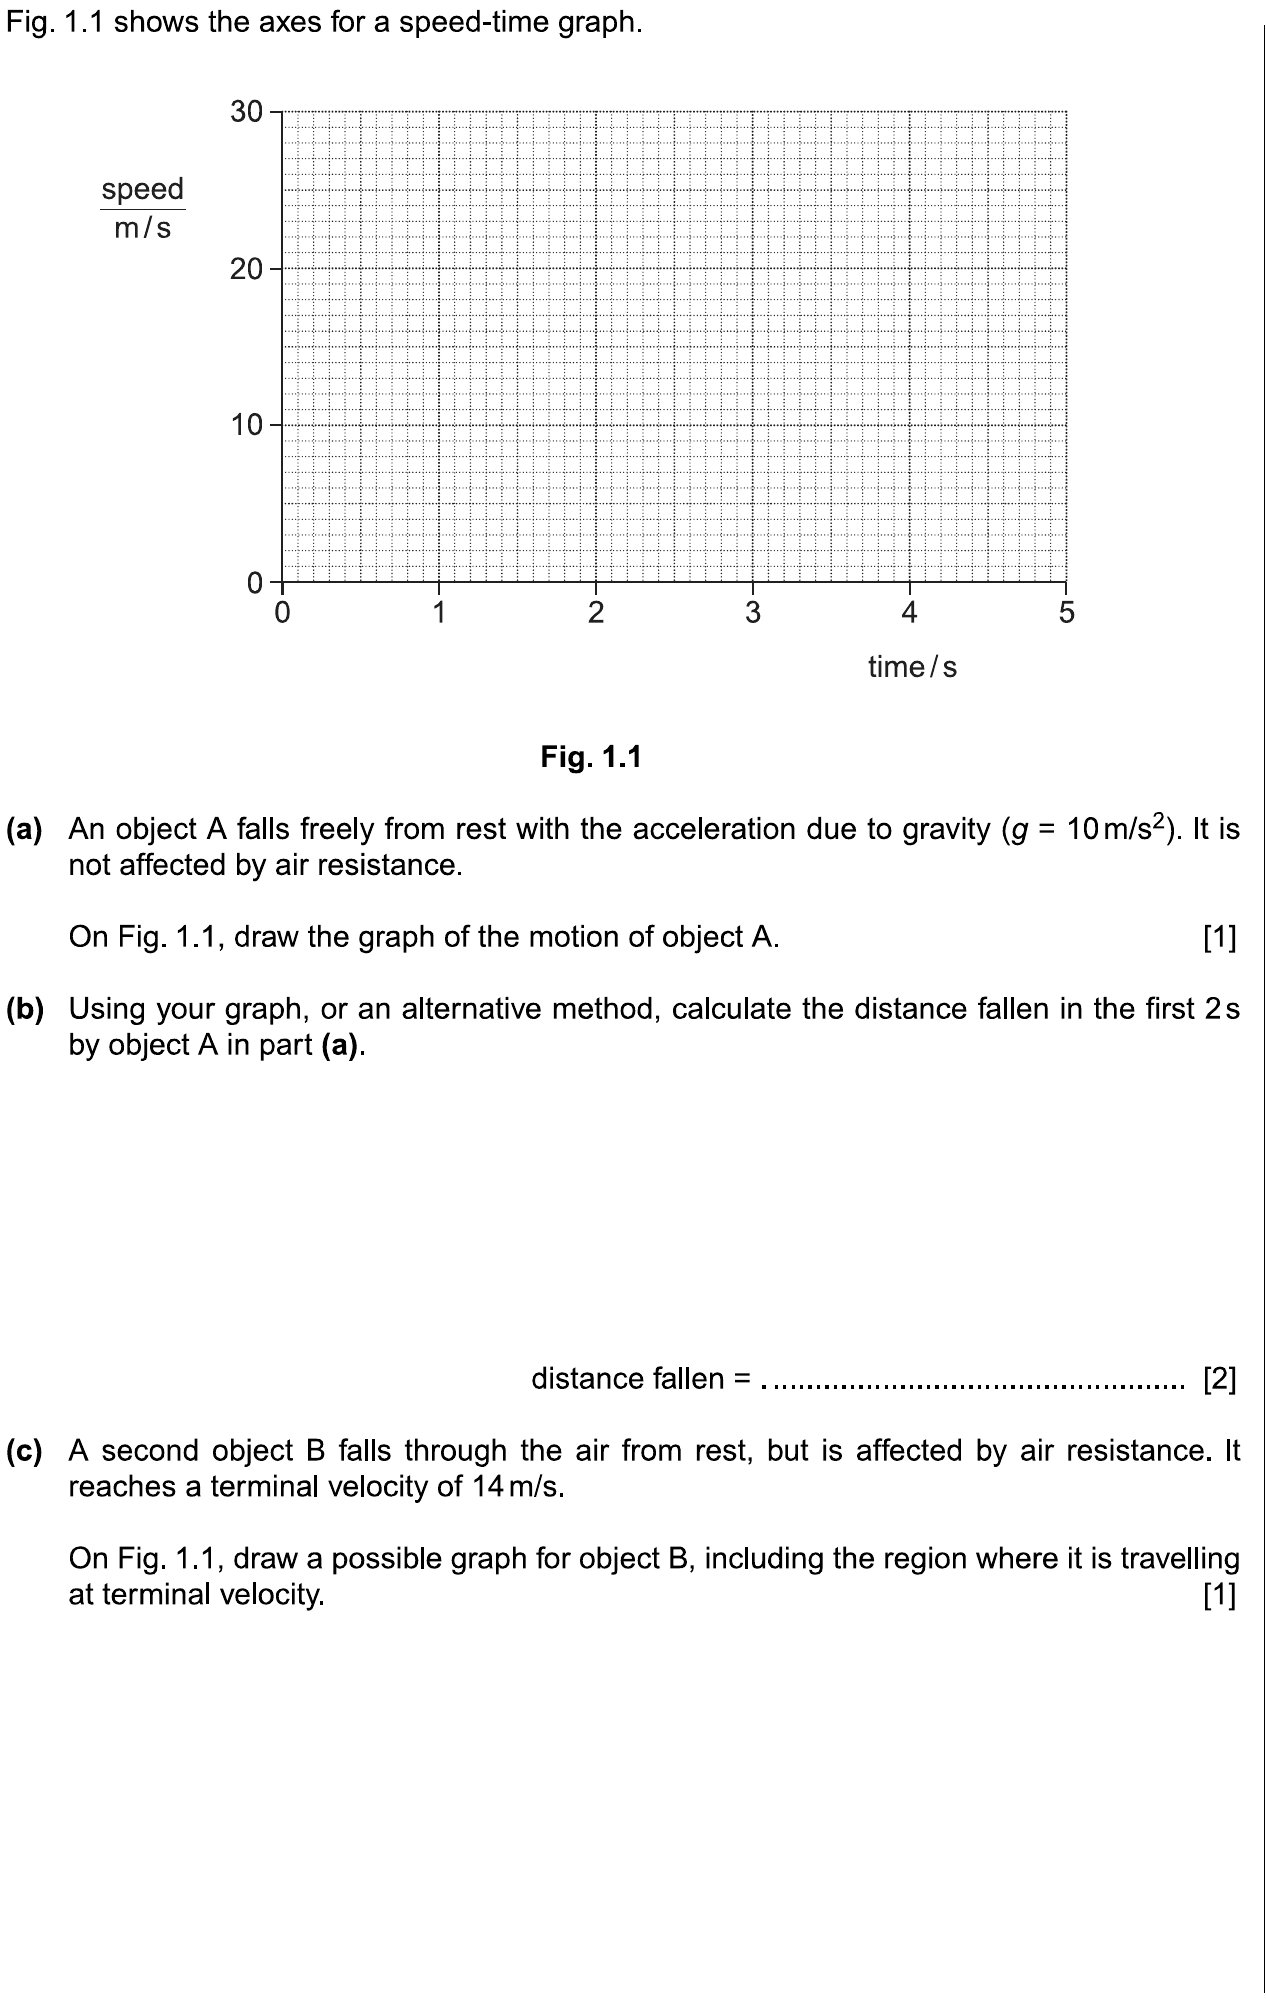 Fig. 1.1 shows the axes for a speed-time graph.
30
speed
m / s
20
10
0
0 1 2 3 4 5
time / s
Fig. 1.1
(a) An object A falls freely from rest with the acceleration due to gravity (g = 10 m/s²). It is
not affected by air resistance.
On Fig. 1.1, draw the graph of the motion of object A. [1]
(b) Using your graph, or an alternative method, calculate the distance fallen in the first 2 s
by object A in part (a).
distance fallen = .................................................. [2]
(c) A second object B falls through the air from rest, but is affected by air resistance. It
reaches a terminal velocity of 14 m/s.
On Fig. 1.1, draw a possible graph for object B, including the region where it is travelling
at terminal velocity. [1]